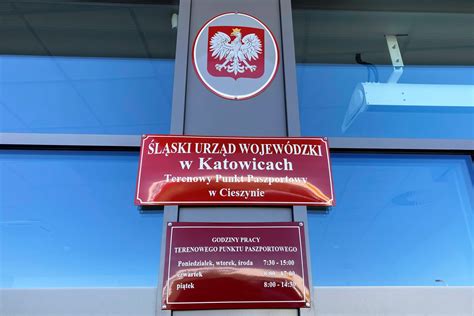 ŚLĄSKI URZĄD WOJEWÓDZKI
w Katowicach
Terenowy Punkt Paszportowy
w Cieszynie
GODZINY PRACY
TERENOWEGO PUNKTU PASZPORTOWEGO
Poniedziałek, wtorek, środa 7:30 - 15:00
czwartek
piątek 8:00 - 14:30